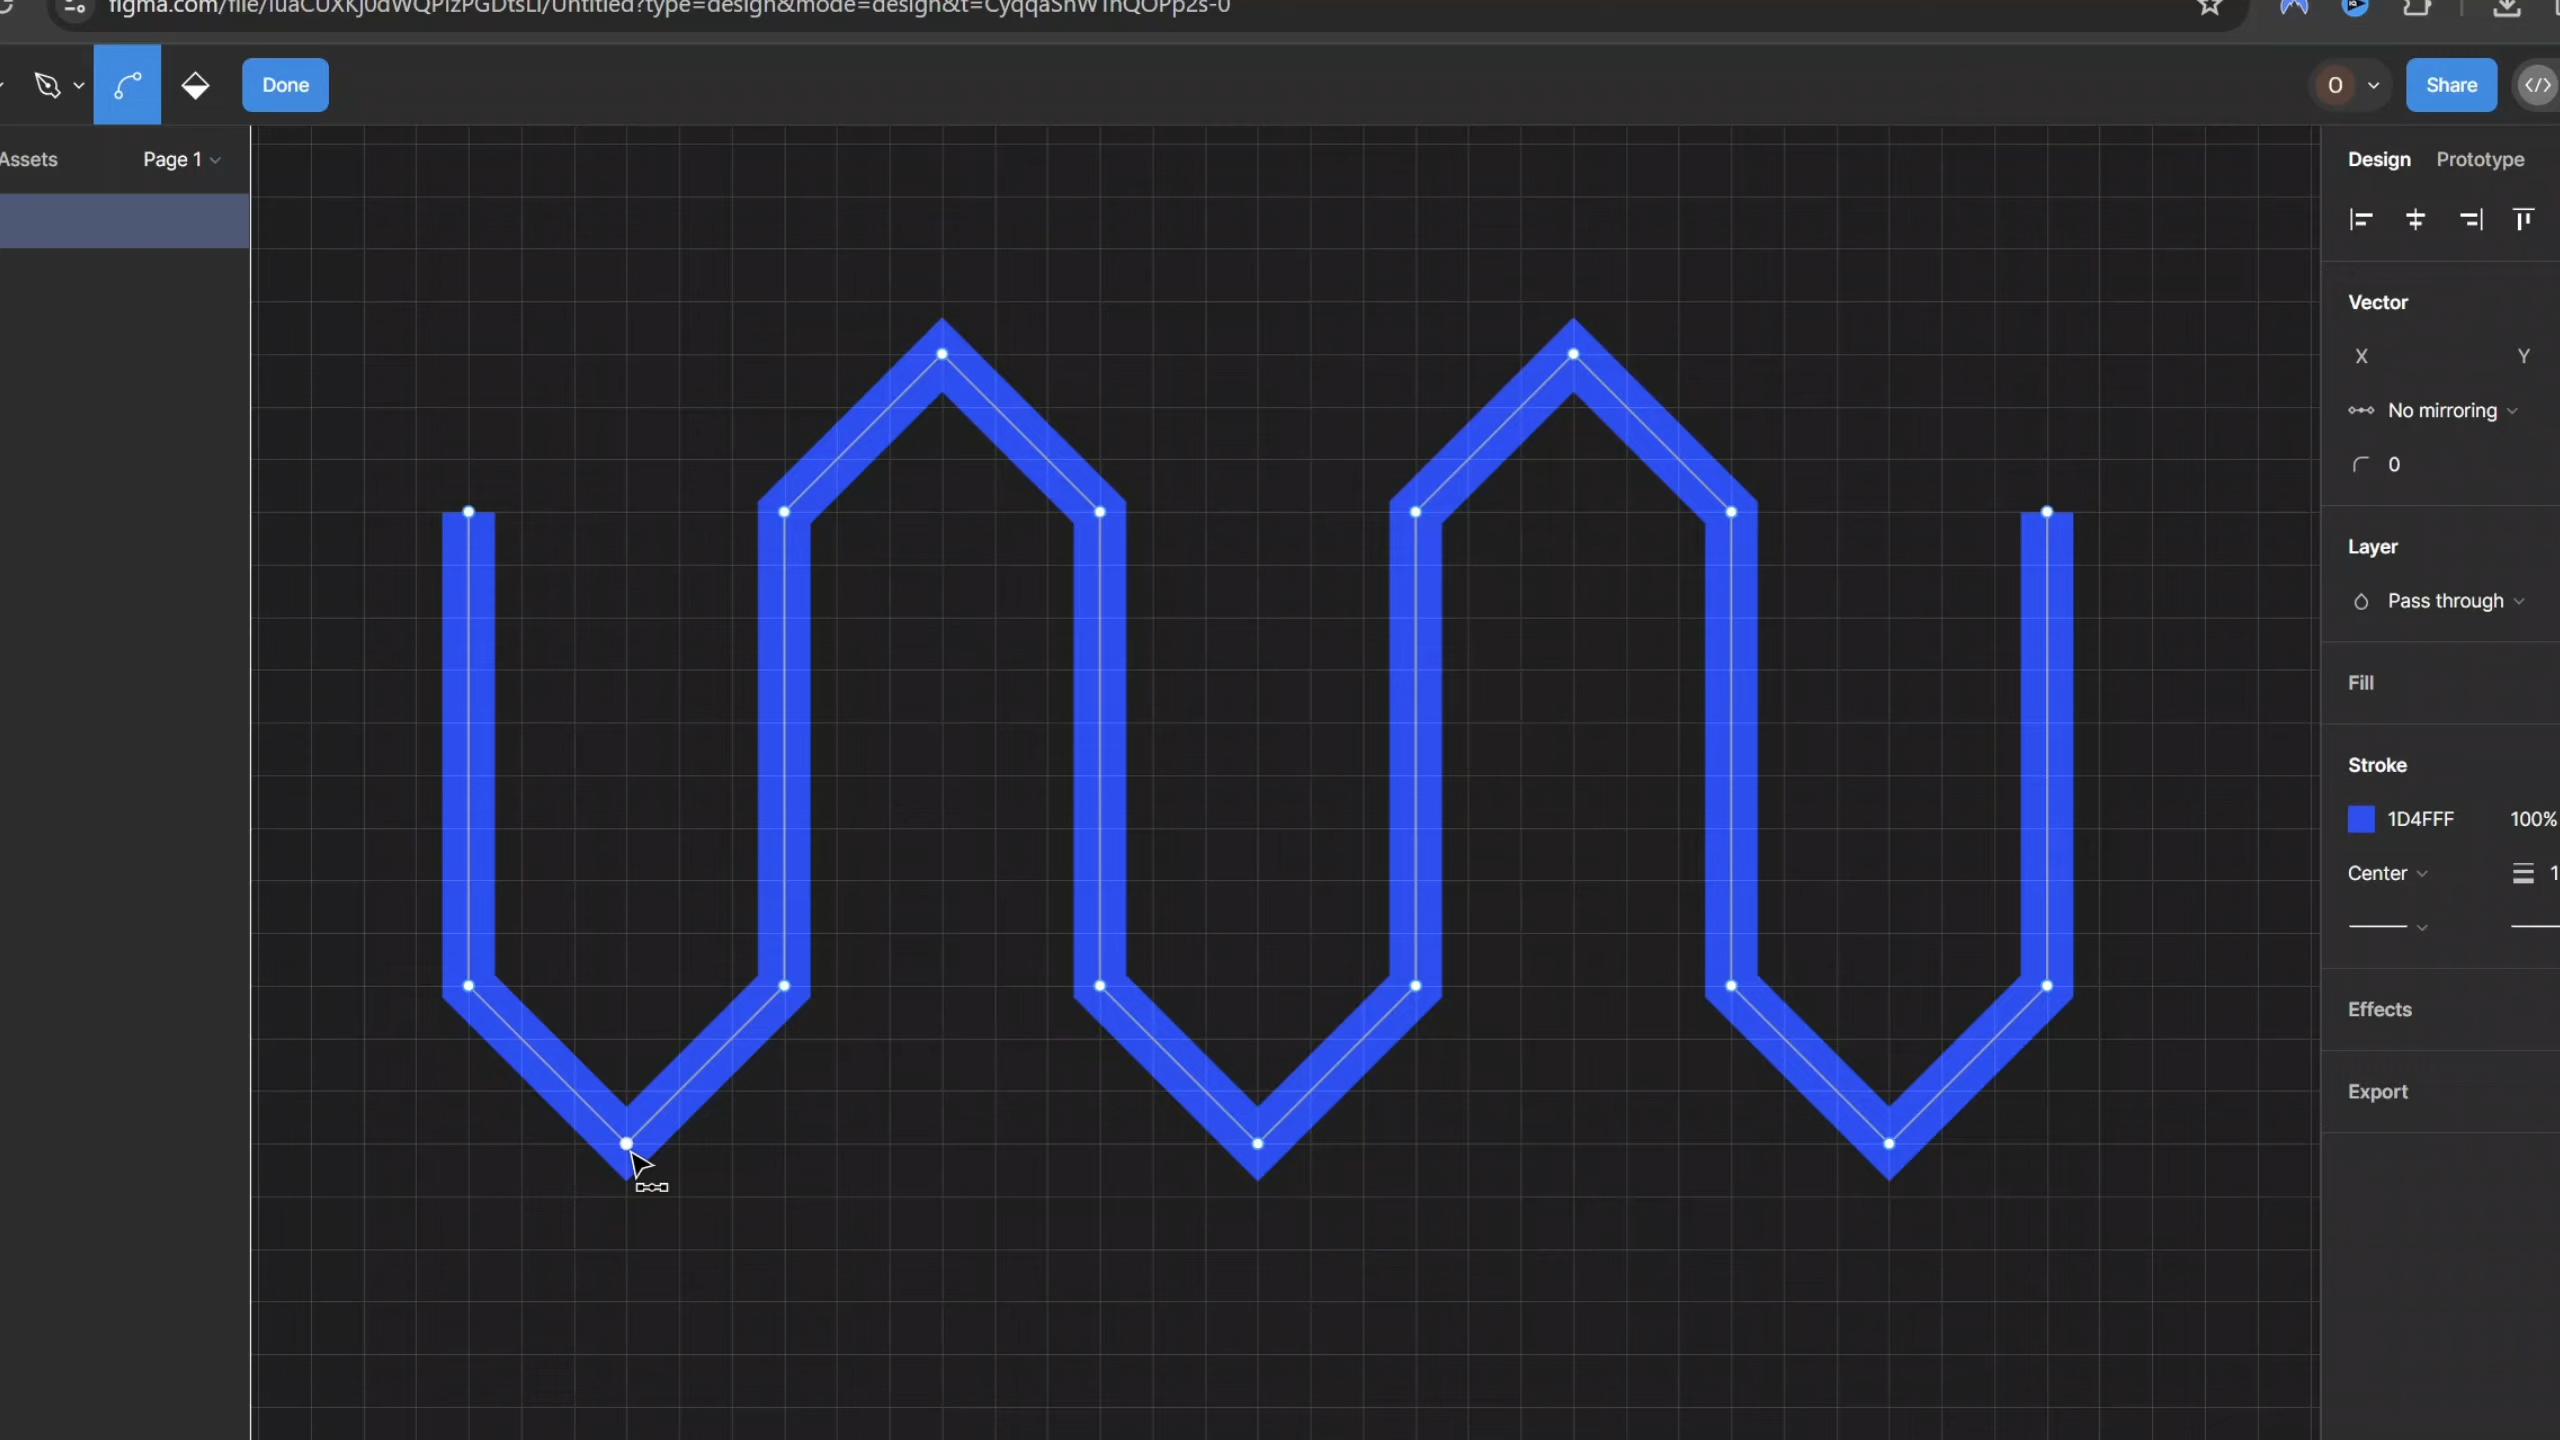 Done
O
Share
</>
Assets
Page 1
Design Prototype
Vector
X Y
No mirroring
0
Layer
Pass through
Fill
Stroke
1D4FFF 100%
Center
Effects
Export